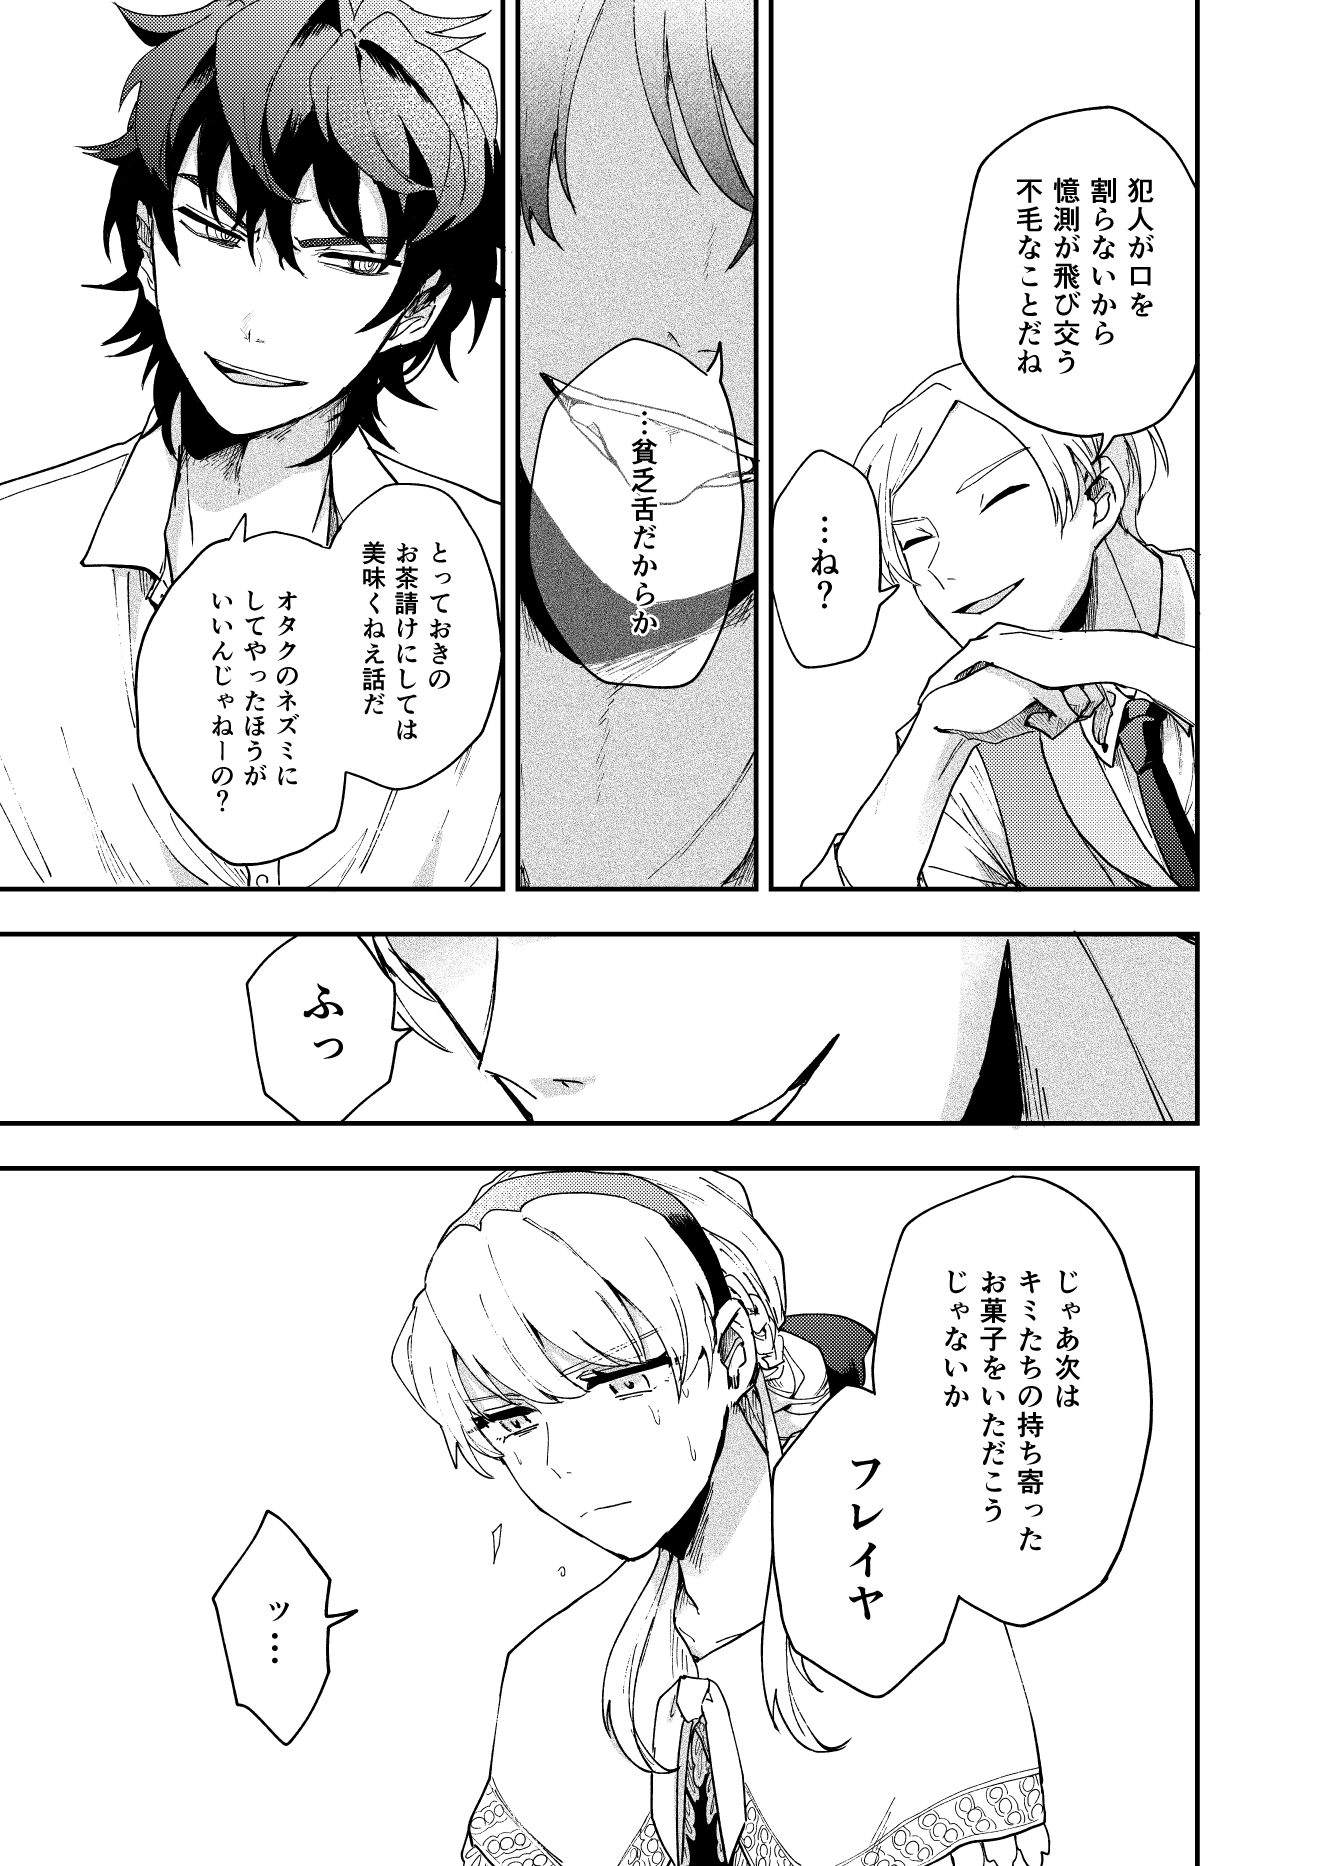 犯人が口を
割らないから
憶測が飛び交う
不毛なことだね
…ね？
…貧乏舌だからか
とっておきの
お茶請けにしては
美味くねえ話だ
オタクのネズミに
してやったほうが
いいんじゃねーの？
ふっ
じゃあ次は
キミたちの持ち寄った
お菓子をいただこう
じゃないか
フレイヤ
ッ…